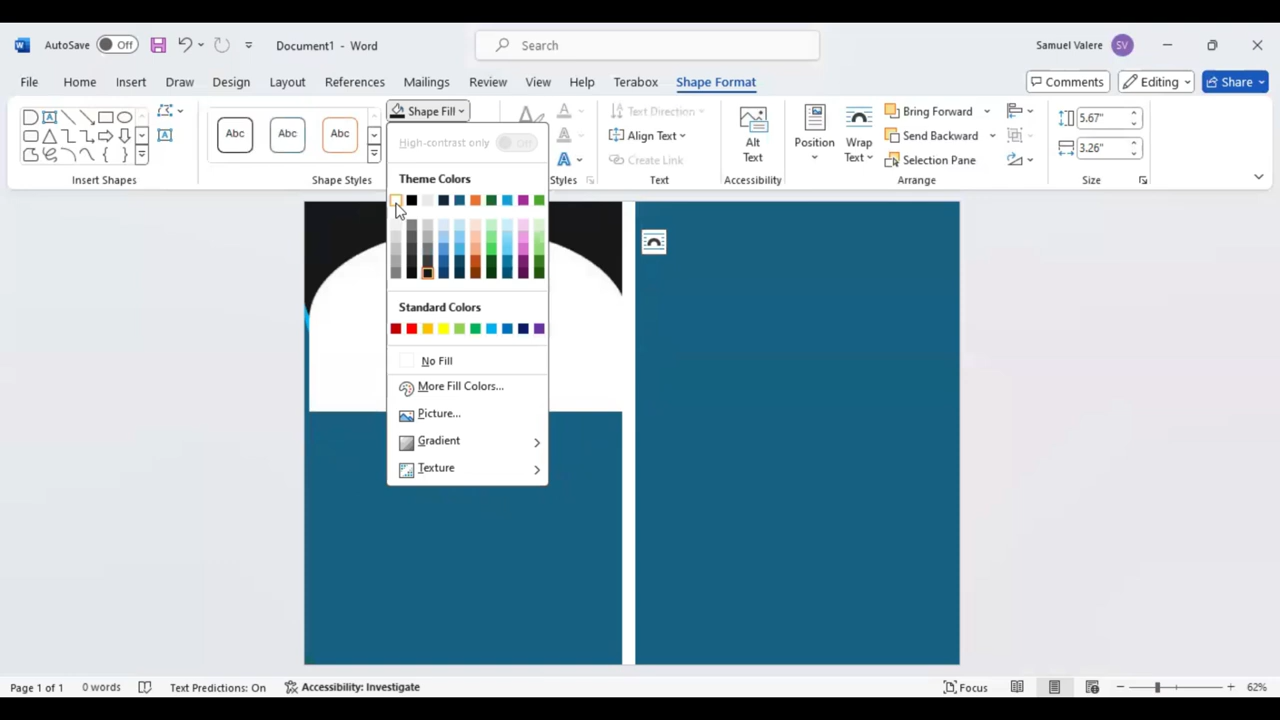 AutoSave Off Document1 - Word Search Samuel Valere SV
File Home Insert Draw Design Layout References Mailings Review View Help Terabox Shape Format Comments Editing Share
Abc Abc Abc
Shape Fill
Text Direction
Align Text
Create Link
Alt
Text
Position
Wrap
Text
Bring Forward
Send Backward
Selection Pane
5.67"
3.26"
Insert Shapes Shape Styles Styles Text Accessibility Arrange Size
High-contrast only Off
Theme Colors
Standard Colors
No Fill
More Fill Colors...
Picture...
Gradient
Texture
Page 1 of 1 0 words Text Predictions: On Accessibility: Investigate Focus 62%